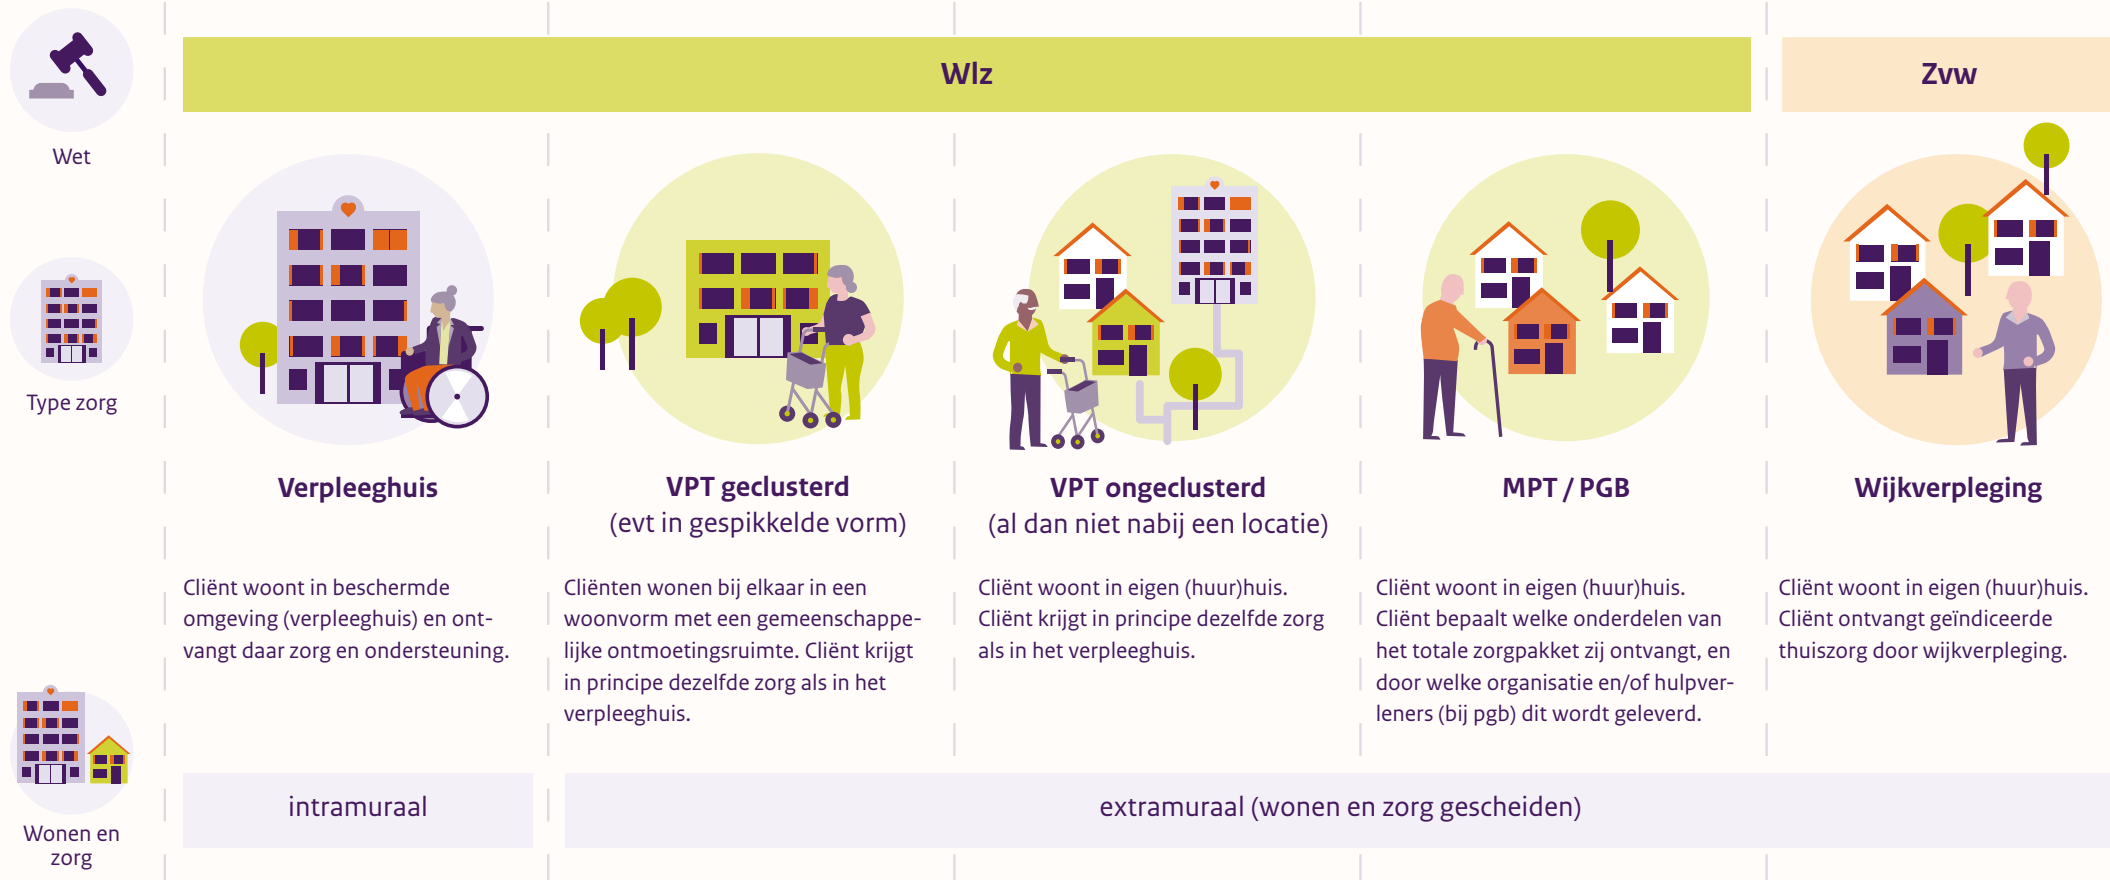 Wet
Wlz
Zvw
Type zorg
Verpleeghuis
VPT geclusterd
(evt in gespikkelde vorm)
VPT ongeclusterd
(al dan niet nabij een locatie)
MPT / PGB
Wijkverpleging
Cliënt woont in beschermde
omgeving (verpleeghuis) en ont-
vangt daar zorg en ondersteuning.
Cliënten wonen bij elkaar in een
woonvorm met een gemeenschappe-
lijke ontmoetingsruimte. Cliënt krijgt
in principe dezelfde zorg als in het
verpleeghuis.
Cliënt woont in eigen (huur)huis.
Cliënt krijgt in principe dezelfde zorg
als in het verpleeghuis.
Cliënt woont in eigen (huur)huis.
Cliënt bepaalt welke onderdelen van
het totale zorgpakket zij ontvangt, en
door welke organisatie en/of hulpver-
leners (bij pgb) dit wordt geleverd.
Cliënt woont in eigen (huur)huis.
Cliënt ontvangt geïndiceerde
thuiszorg door wijkverpleging.
Wonen en
zorg
intramuraal
extramuraal (wonen en zorg gescheiden)